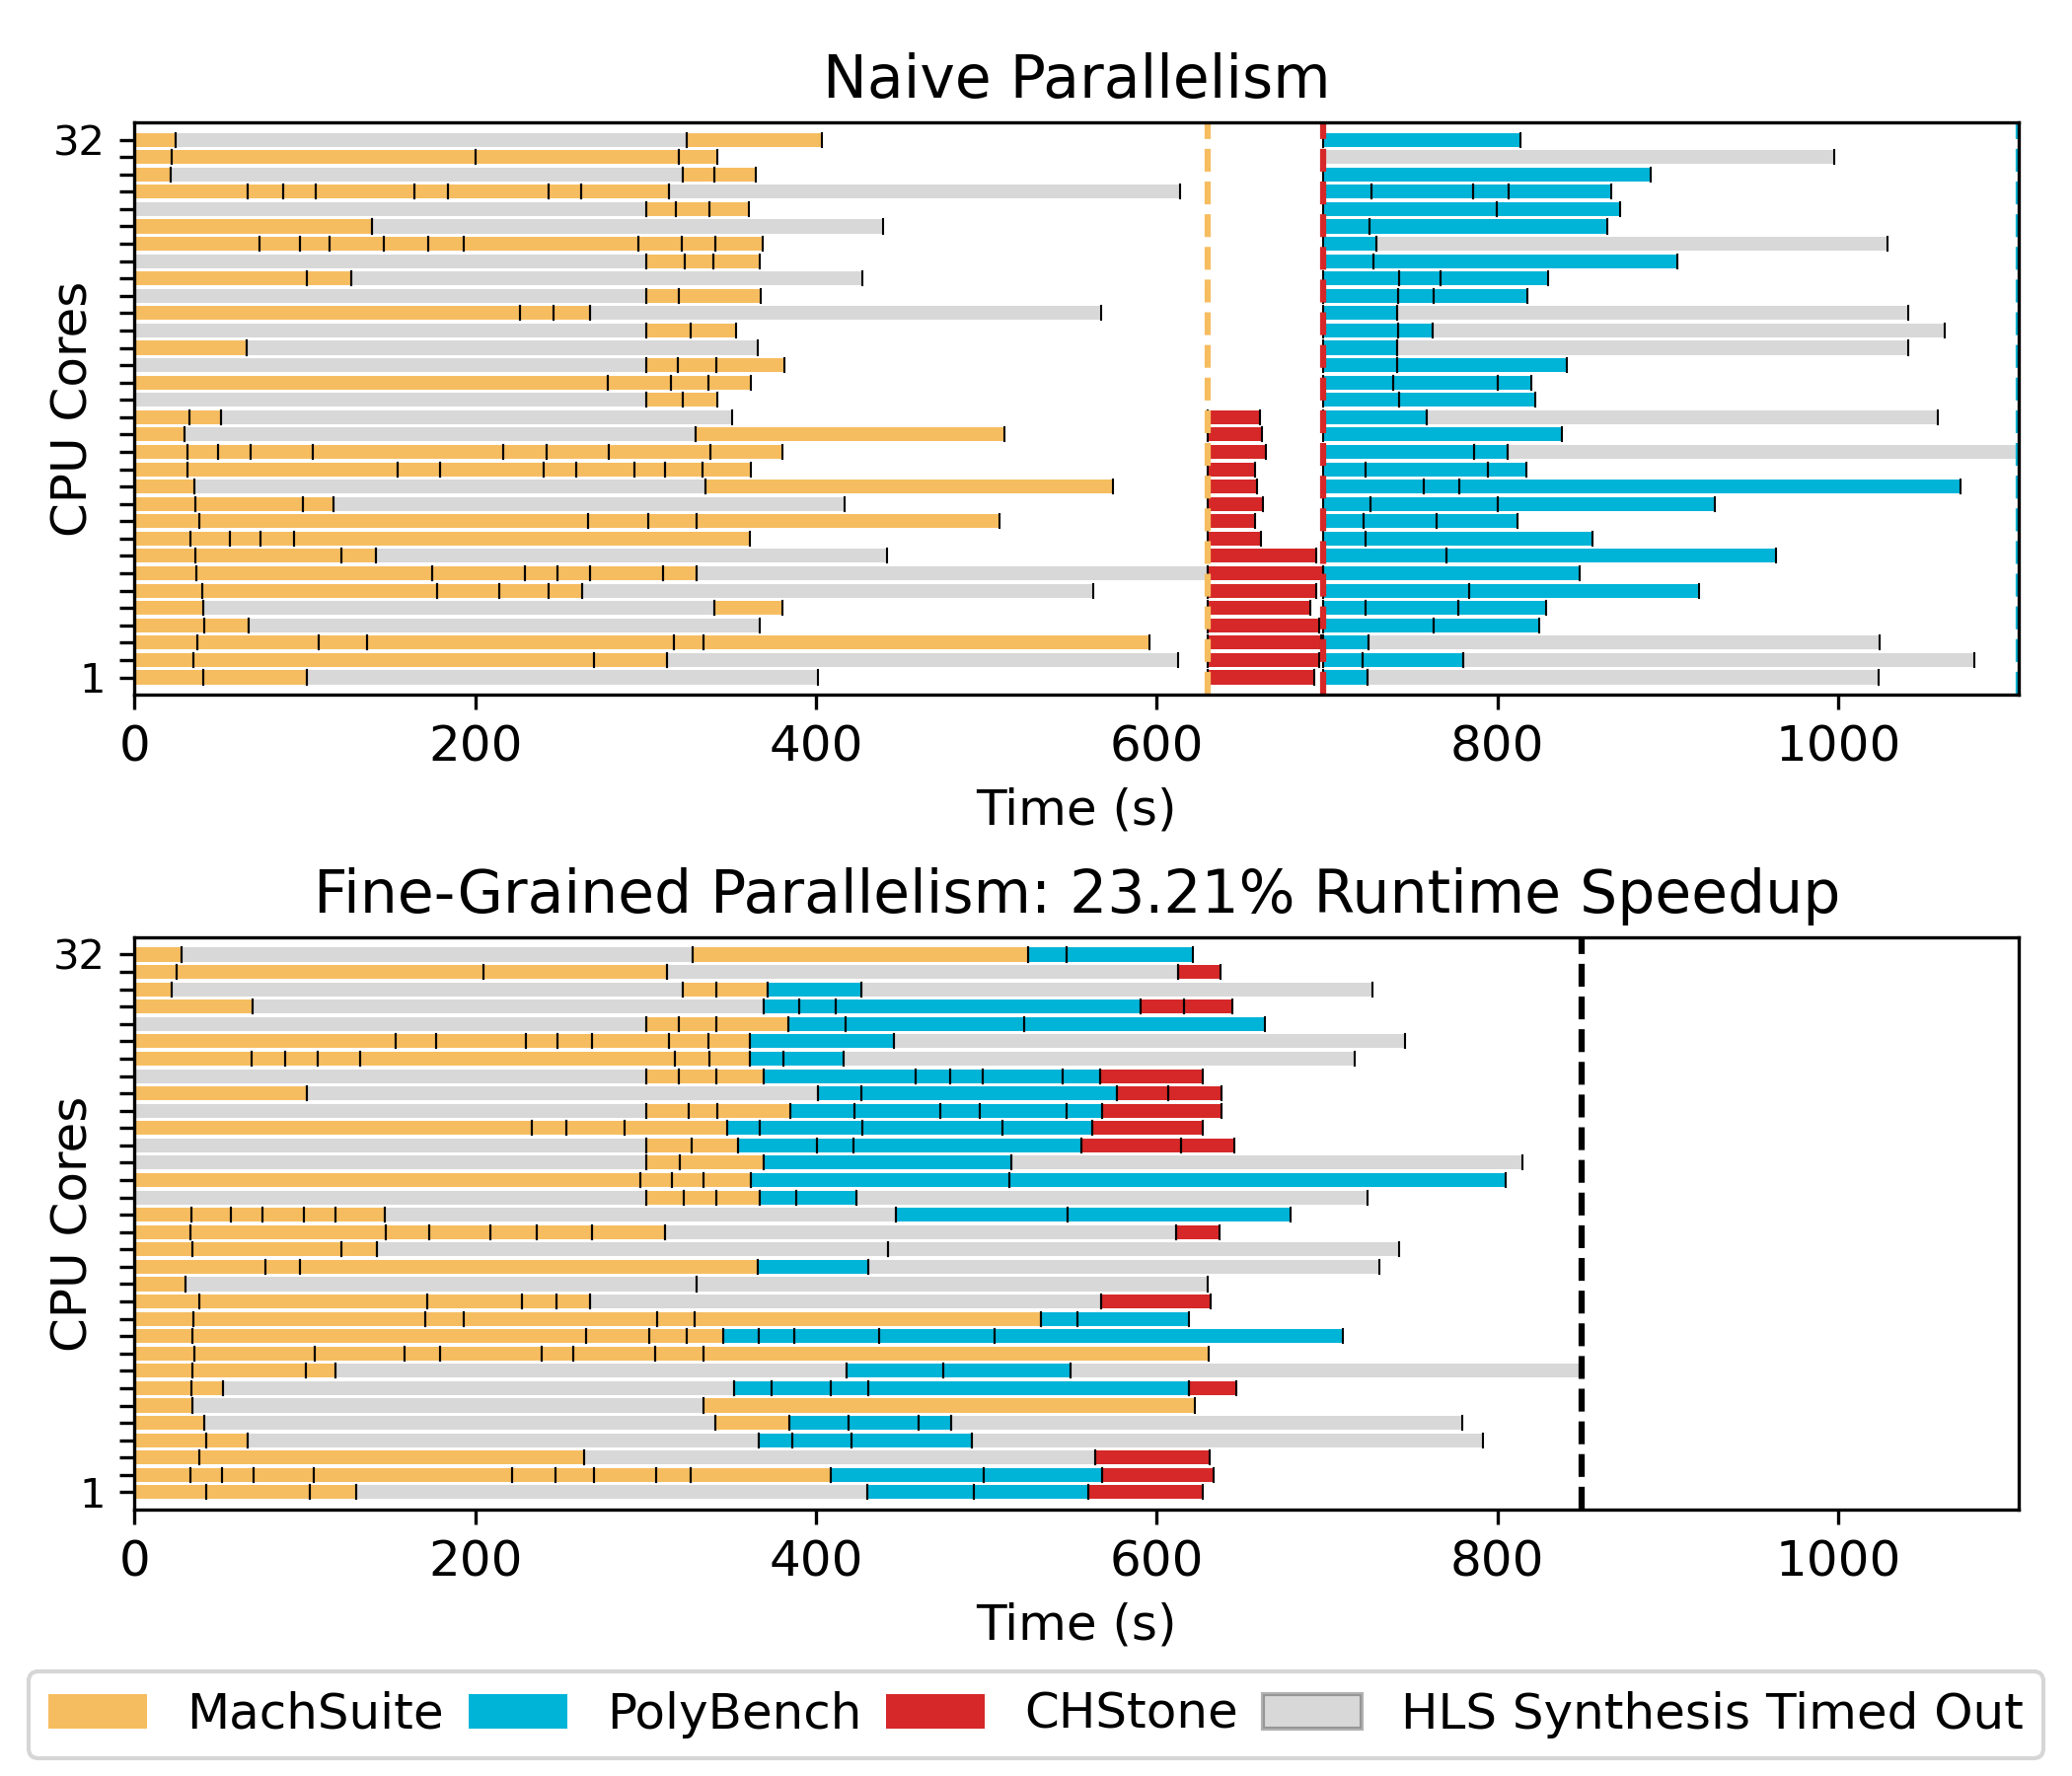 Naive Parallelism
32
CPU Cores
1
0 200 400 600 800 1000
Time (s)
Fine-Grained Parallelism: 23.21% Runtime Speedup
32
CPU Cores
1
0 200 400 600 800 1000
Time (s)
MachSuite PolyBench CHStone HLS Synthesis Timed Out